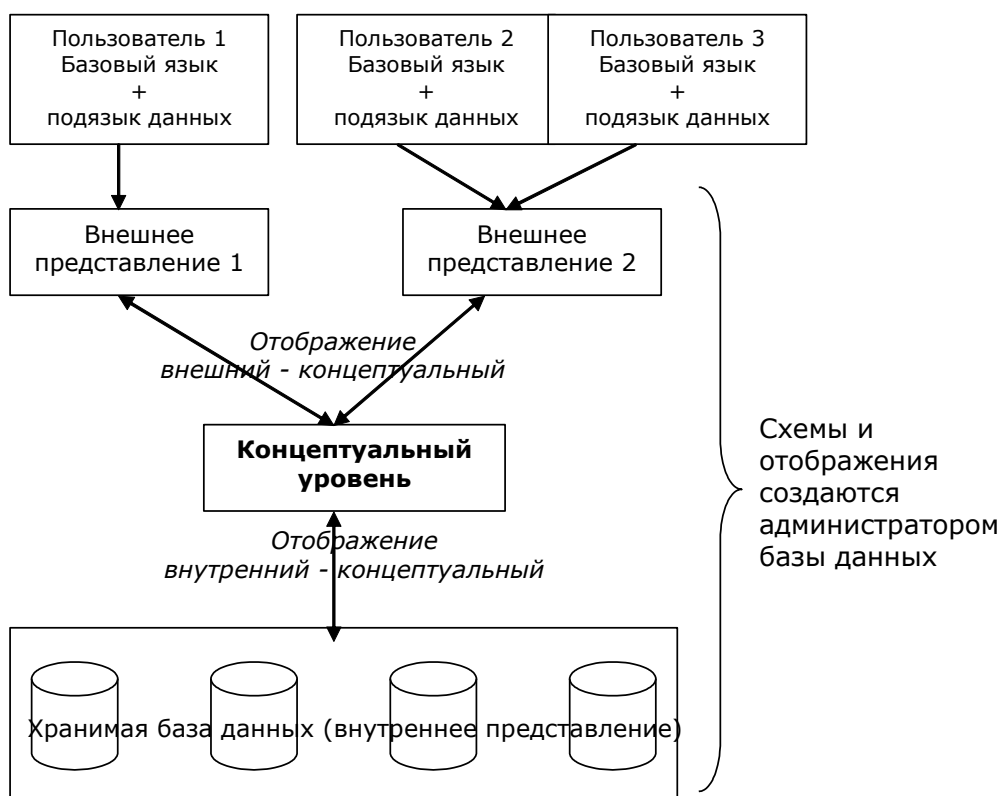 Пользователь 1
Базовый язык
+
подязык данных
Пользователь 2
Базовый язык
+
подязык данных
Пользователь 3
Базовый язык
+
подязык данных
Внешнее
представление 1
Внешнее
представление 2
Отображение
внешний - концептуальный
Концептуальный
уровень
Отображение
внутренний - концептуальный
Схемы и
отображения
создаются
администратором
базы данных
Хранимая база данных (внутреннее представление)